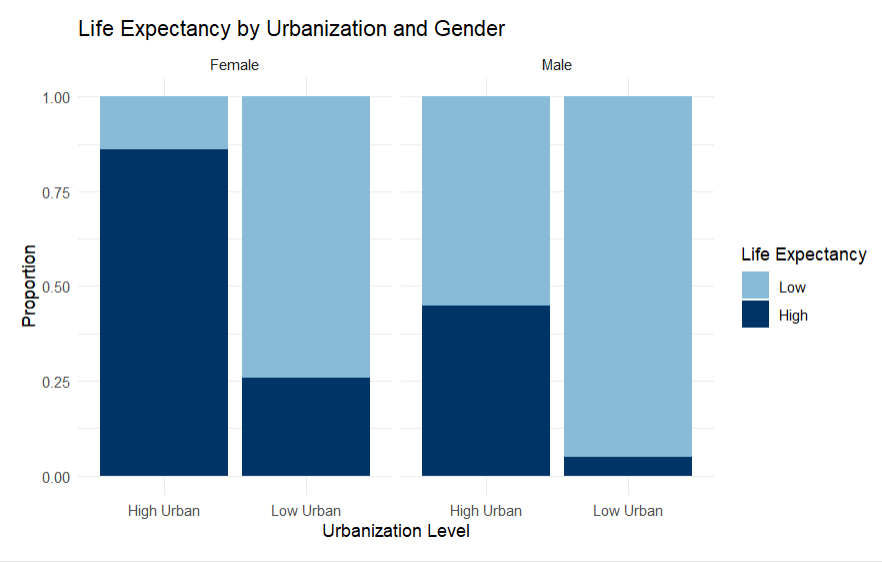 Life Expectancy by Urbanization and Gender
Female
Male
1.00
0.75
0.50
0.25
0.00
Proportion
High Urban
Low Urban
High Urban
Low Urban
Urbanization Level
Life Expectancy
Low
High